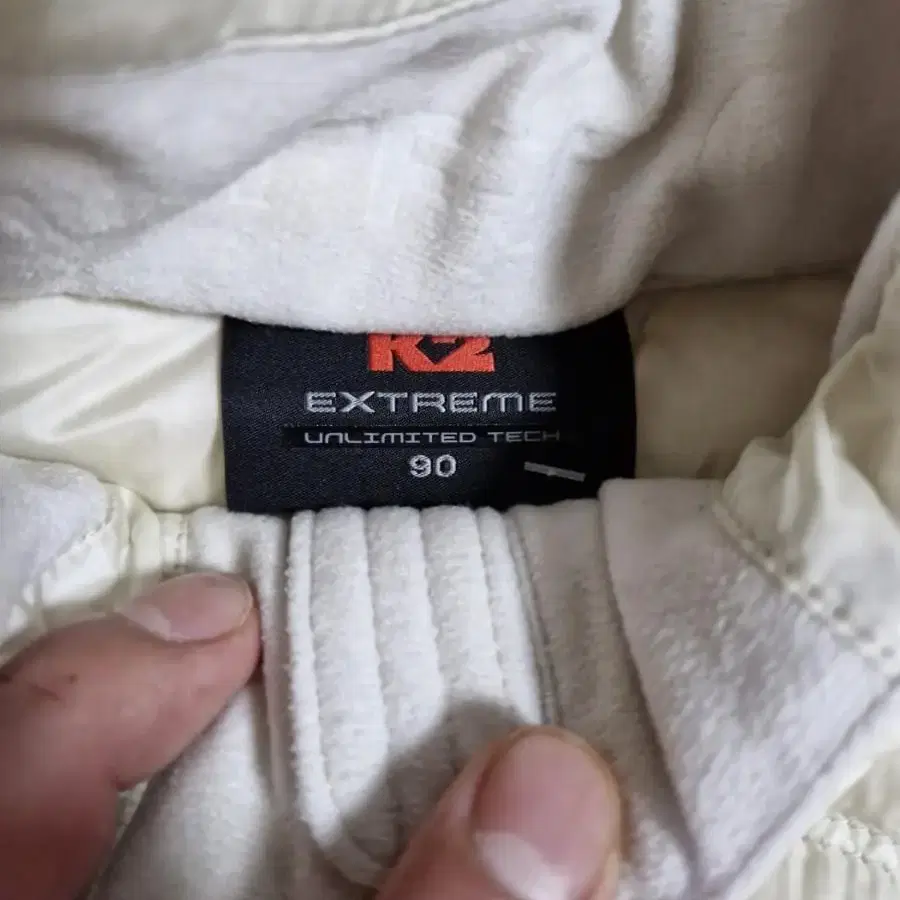 K2
EXTREME
UNLIMITED TECH
90